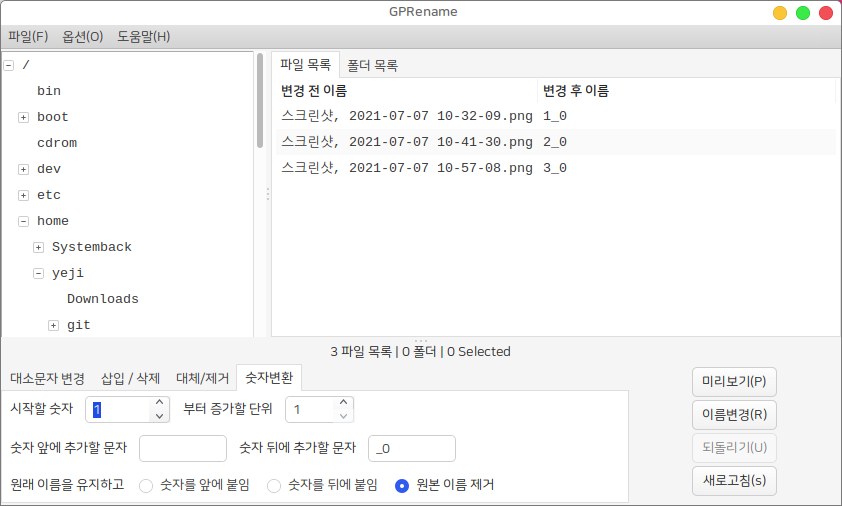 GPRename
파일(F) 옵션(O) 도움말(H)
/
bin
boot
cdrom
dev
etc
home
Systemback
yeji
Downloads
git
파일 목록 폴더 목록
변경 전 이름 변경 후 이름
스크린샷, 2021-07-07 10-32-09.png 1_0
스크린샷, 2021-07-07 10-41-30.png 2_0
스크린샷, 2021-07-07 10-57-08.png 3_0
3 파일 목록 | 0 폴더 | 0 Selected
대소문자 변경 삽입 / 삭제 대체/제거 숫자변환
시작할 숫자 1 부터 증가할 단위 1
숫자 앞에 추가할 문자 숫자 뒤에 추가할 문자 _0
원래 이름을 유지하고 숫자를 앞에 붙임 숫자를 뒤에 붙임 원본 이름 제거
미리보기(P)
이름변경(R)
되돌리기(U)
새로고침(s)